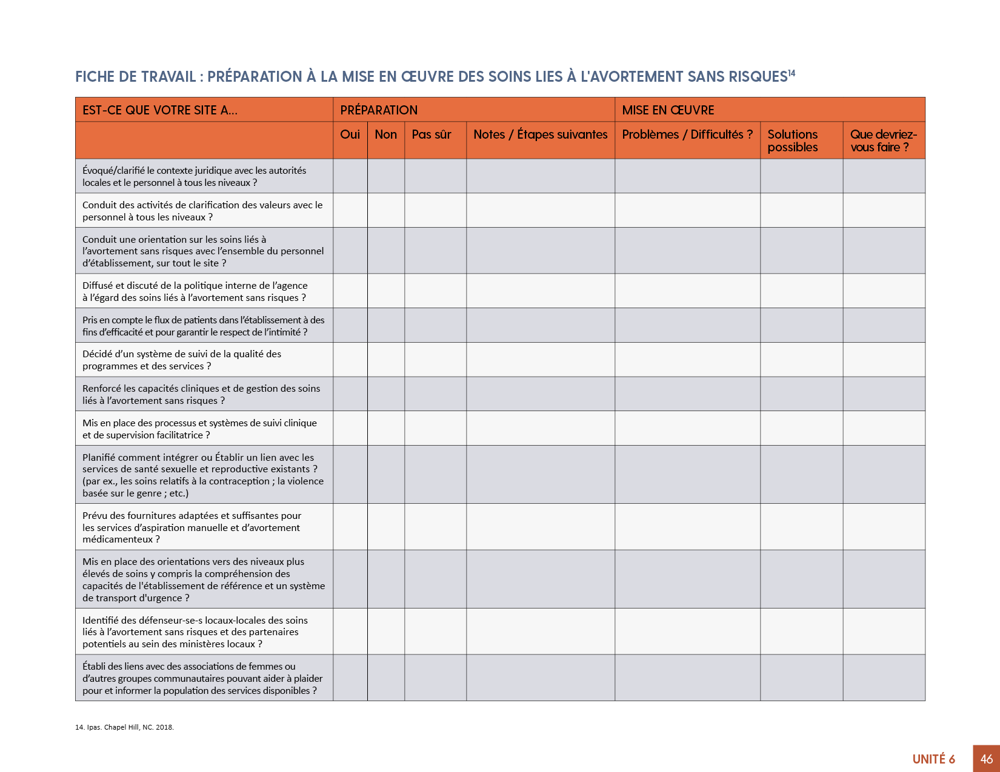 FICHE DE TRAVAIL : PRÉPARATION À LA MISE EN ŒUVRE DES SOINS LIES À L'AVORTEMENT SANS RISQUES14
EST-CE QUE VOTRE SITE A... PRÉPARATION MISE EN ŒUVRE
Oui Non Pas sûr Notes / Étapes suivantes Problèmes / Difficultés ? Solutions Que devriez-
possibles vous faire ?
Évoqué/clarifié le contexte juridique avec les autorités
locales et le personnel à tous les niveaux ?
Conduit des activités de clarification des valeurs avec le
personnel à tous les niveaux ?
Conduit une orientation sur les soins liés à
l’avortement sans risques avec l’ensemble du personnel
d’établissement, sur tout le site ?
Diffusé et discuté de la politique interne de l’agence
à l’égard des soins liés à l’avortement sans risques ?
Pris en compte le flux de patients dans l’établissement à des
fins d’efficacité et pour garantir le respect de l’intimité ?
Décidé d’un système de suivi de la qualité des
programmes et des services ?
Renforcé les capacités cliniques et de gestion des soins
liés à l’avortement sans risques ?
Mis en place des processus et systèmes de suivi clinique
et de supervision facilitatrice ?
Planifié comment intégrer ou Établir un lien avec les
services de santé sexuelle et reproductive existants ?
(par ex., les soins relatifs à la contraception ; la violence
basée sur le genre ; etc.)
Prévu des fournitures adaptées et suffisantes pour
les services d’aspiration manuelle et d’avortement
médicamenteux ?
Mis en place des orientations vers des niveaux plus
élevés de soins y compris la compréhension des
capacités de l'établissement de référence et un système
de transport d'urgence ?
Identifié des défenseur-se-s locaux-locales des soins
liés à l’avortement sans risques et des partenaires
potentiels au sein des ministères locaux ?
Établi des liens avec des associations de femmes ou
d’autres groupes communautaires pouvant aider à plaider
pour et informer la population des services disponibles ?
14. Ipas. Chapel Hill, NC. 2018.
UNITÉ 6 46